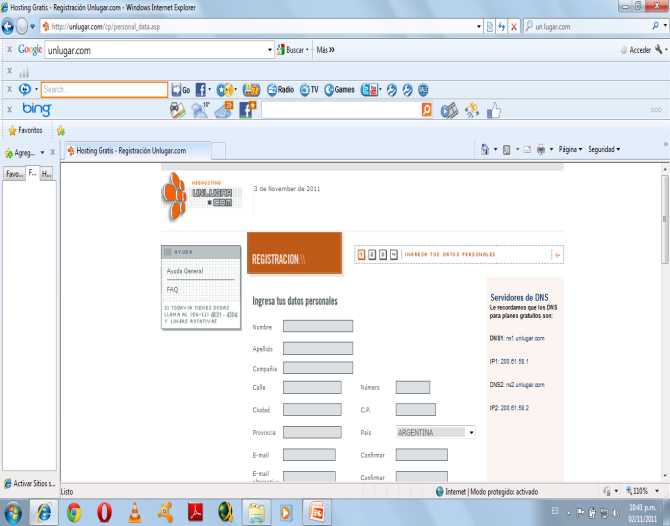 Hosting Gratis - Registración Unlugar.com - Windows Internet Explorer
http://unlugar.com/cp/personal_data.asp
un lugar.com
x Google unlugar.com Buscar Más » Acceder
x
x Search... Go Radio TV Games
x bing 10°
Favoritos
Agreg... Hosting Gratis - Registración Unlugar.com Página Seguridad »
Favo... F... H...
WEBHOSTING
UNLUGAR
.COM
3 de November de 2011
AYUDA
Ayuda General
FAQ
SI TODAVIA TIENES DUDAS
LLAMA AL (54-11) 4831 - 4304
Y LINEAS ROTATIVAS
REGISTRACION\\
1 2 3 4 INGRESA TUS DATOS PERSONALES
Ingresa tus datos personales
Nombre
Apellido
Compañia
Calle Número
Ciudad C.P.
Provincia País ARGENTINA
E-mail Confirmar
E-mail
alternativo Confirmar
Servidores de DNS
Le recordamos que los DNS
para planes gratuitos son:
DNS1: ns1.unlugar.com
IP1: 200.61.56.1
DNS2: ns2.unlugar.com
IP2: 200.61.56.2
Activar Sitios s...
Listo Internet | Modo protegido: activado 110%
ES 10:41 p.m.
02/11/2011